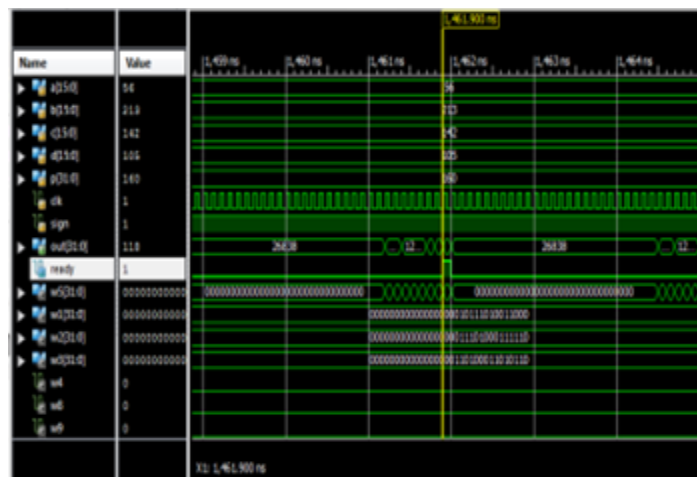 1,461.900 ns
Name Value 1,459 ns 1,460 ns 1,461 ns 1,462 ns 1,463 ns 1,464 ns
a[15:0] 56 56
b[15:0] 213 213
c[15:0] 142 142
d[15:0] 105 105
p[31:0] 160 160
clk 1
sign 1
out[31:0] 118 26838 ... 12... 26838 ... 12...
ready 1
w5[31:0] 00000000000
w1[31:0] 00000000000
w2[31:0] 00000000000
w3[31:0] 00000000000
w4 0
w8 0
w9 0
X1: 1,461.900 ns